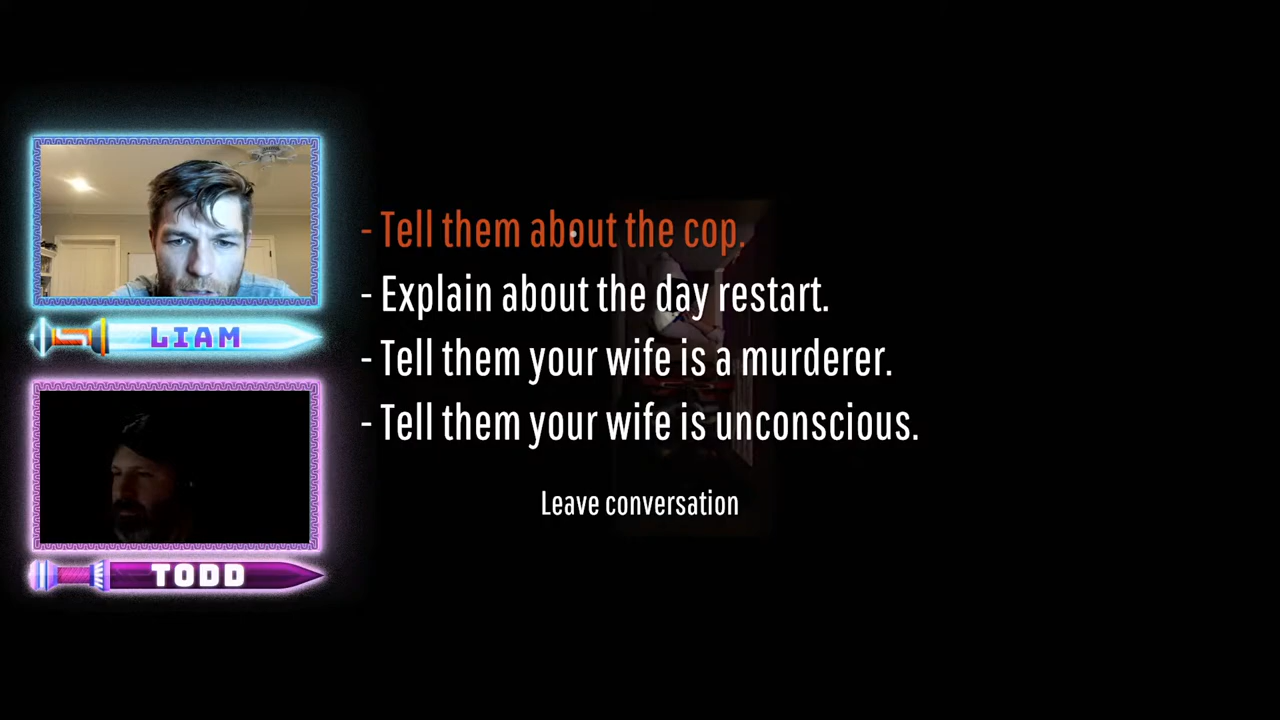 - Tell them about the cop.
- Explain about the day restart.
- Tell them your wife is a murderer.
- Tell them your wife is unconscious.
Leave conversation
LIAM
TODD